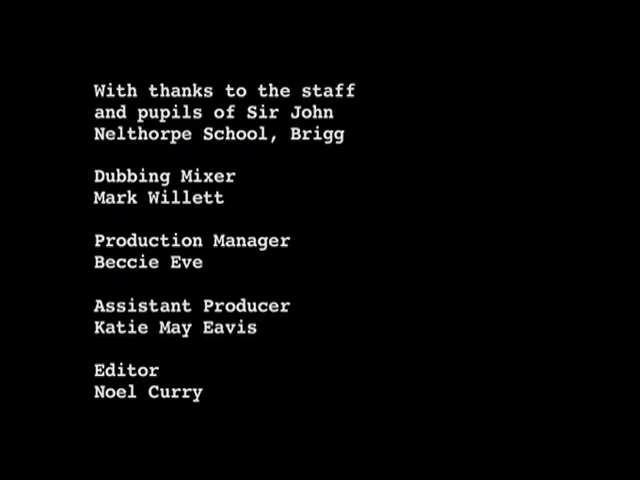 With thanks to the staff
and pupils of Sir John
Nelthorpe School, Brigg
Dubbing Mixer
Mark Willett
Production Manager
Beccie Eve
Assistant Producer
Katie May Eavis
Editor
Noel Curry